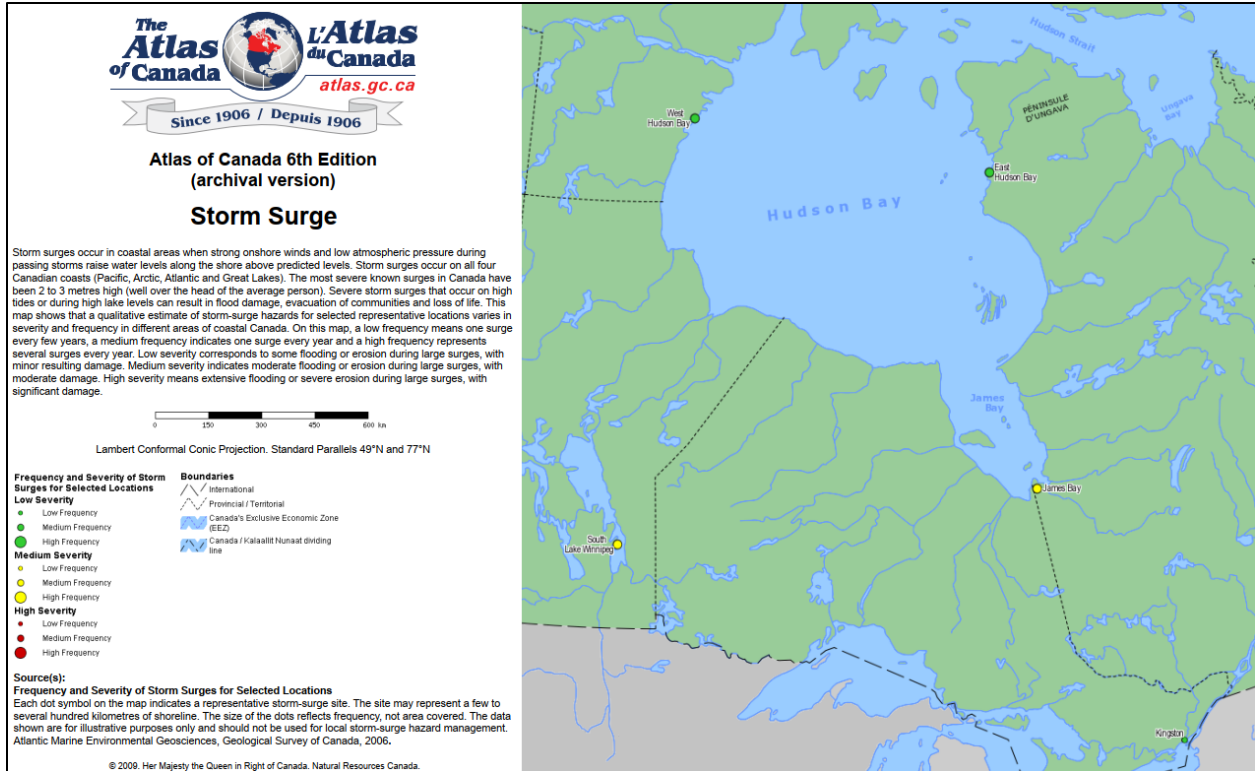 The
Atlas
of Canada
L'Atlas
du Canada
atlas.gc.ca
Since 1906 / Depuis 1906
Atlas of Canada 6th Edition
(archival version)
Storm Surge
Storm surges occur in coastal areas when strong onshore winds and low atmospheric pressure during
passing storms raise water levels along the shore above predicted levels. Storm surges occur on all four
Canadian coasts (Pacific, Arctic, Atlantic and Great Lakes). The most severe known surges in Canada have
been 2 to 3 metres high (well over the head of the average person). Severe storm surges that occur on high
tides or during high lake levels can result in flood damage, evacuation of communities and loss of life. This
map shows that a qualitative estimate of storm-surge hazards for selected representative locations varies in
severity and frequency in different areas of coastal Canada. On this map, a low frequency means one surge
every few years, a medium frequency indicates one surge every year and a high frequency represents
several surges every year. Low severity corresponds to some flooding or erosion during large surges, with
minor resulting damage. Medium severity indicates moderate flooding or erosion during large surges, with
moderate damage. High severity means extensive flooding or severe erosion during large surges, with
significant damage.
0 150 300 450 600 km
Lambert Conformal Conic Projection. Standard Parallels 49°N and 77°N
Frequency and Severity of Storm
Surges for Selected Locations
Low Severity
Low Frequency
Medium Frequency
High Frequency
Medium Severity
Low Frequency
Medium Frequency
High Frequency
High Severity
Low Frequency
Medium Frequency
High Frequency
Boundaries
International
Provincial / Territorial
Canada's Exclusive Economic Zone
(EEZ)
Canada / Kalaallit Nunaat dividing
line
Source(s):
Frequency and Severity of Storm Surges for Selected Locations
Each dot symbol on the map indicates a representative storm-surge site. The site may represent a few to
several hundred kilometres of shoreline. The size of the dots reflects frequency, not area covered. The data
shown are for illustrative purposes only and should not be used for local storm-surge hazard management.
Atlantic Marine Environmental Geosciences, Geological Survey of Canada, 2006.
© 2009. Her Majesty the Queen in Right of Canada. Natural Resources Canada.
Hudson Strait
West
Hudson Bay
PÉNINSULE
D'UNGAVA
Ungava
Bay
East
Hudson Bay
Hudson Bay
James
Bay
James Bay
South
Lake Winnipeg
Kingston